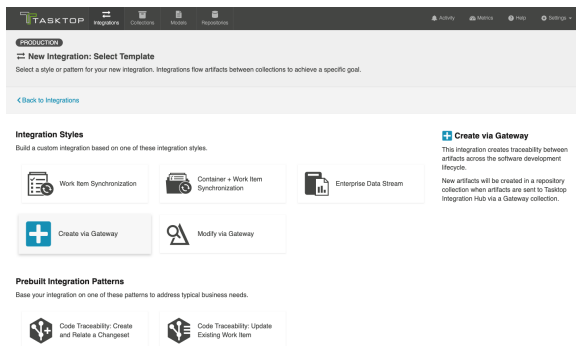 TASKTOP
Integrations
Collections
Models
Repositories
Activity
Metrics
Help
Settings
PRODUCTION
New Integration: Select Template
Select a style or pattern for your new integration. Integrations flow artifacts between collections to achieve a specific goal.
Back to Integrations
Integration Styles
Build a custom integration based on one of these integration styles.
Work Item Synchronization
Container + Work Item
Synchronization
Enterprise Data Stream
Create via Gateway
Modify via Gateway
Prebuilt Integration Patterns
Base your integration on one of these patterns to address typical business needs.
Code Traceability: Create
and Relate a Changeset
Code Traceability: Update
Existing Work Item
Create via Gateway
This integration creates traceability between
artifacts across the software development
lifecycle.
New artifacts will be created in a repository
collection when artifacts are sent to Tasktop
Integration Hub via a Gateway collection.